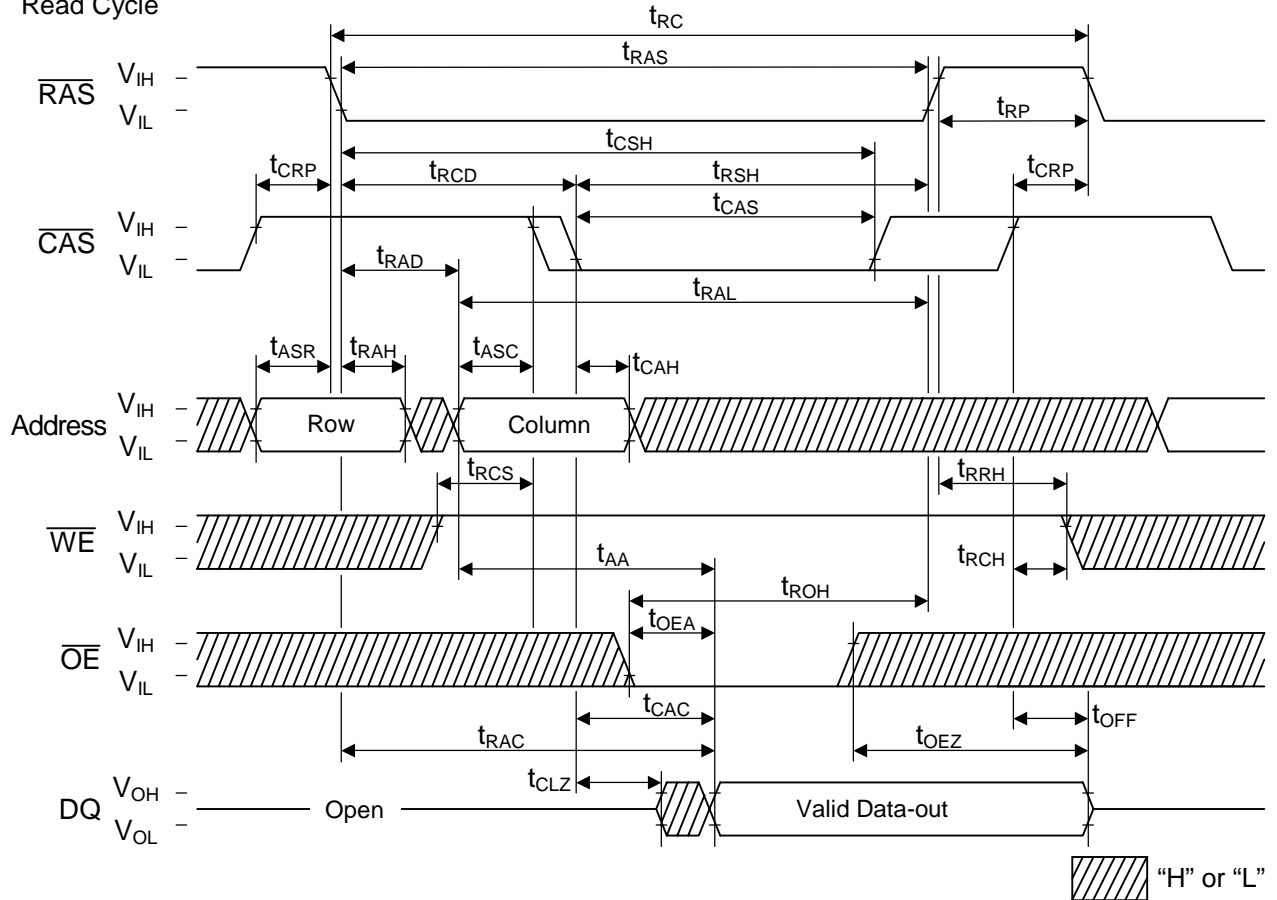 Read Cycle
tRC
RAS
VIH
VIL
tRAS
tRP
tCSH
tCRP
tRCD
tRSH
tCRP
CAS
VIH
VIL
tCAS
tRAD
tRAL
tASR
tRAH
tASC
tCAH
Address
VIH
VIL
Row
Column
tRCS
tRRH
WE
VIH
VIL
tAA
tRCH
tROH
OE
VIH
VIL
tOEA
tCAC
tOFF
tRAC
tOEZ
tCLZ
DQ
VOH
VOL
Open
Valid Data-out
“H” or “L”